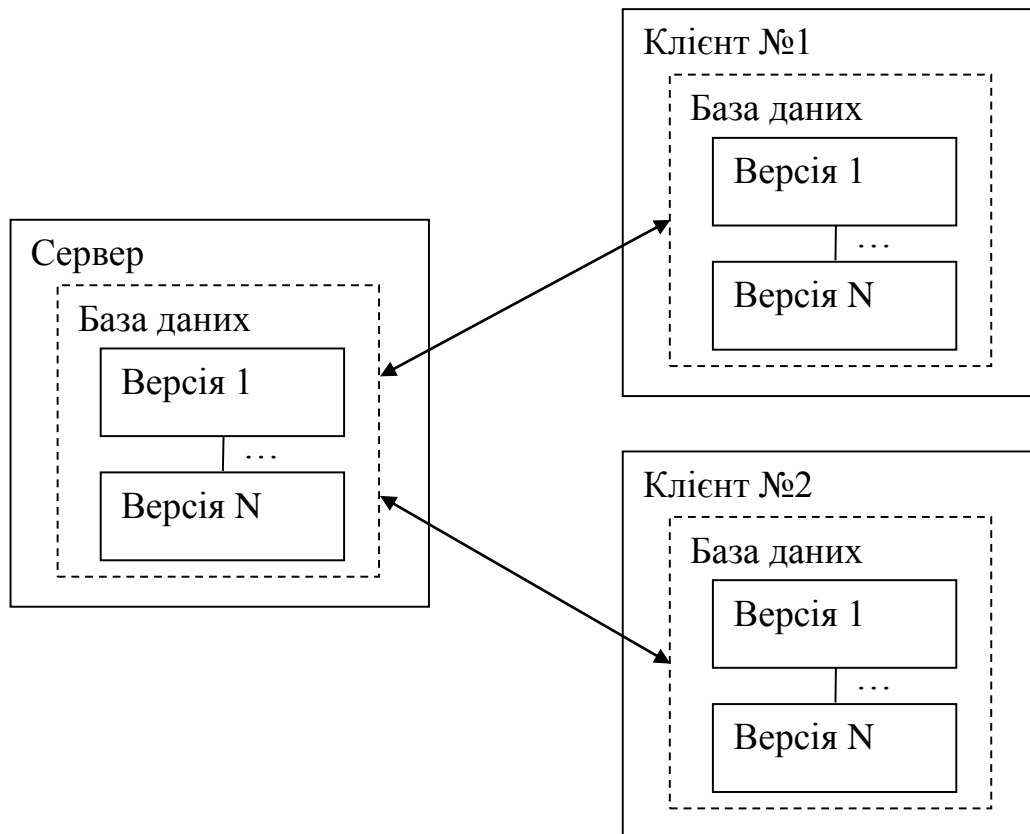 Сервер
База даних
Версія 1
…
Версія N
Клієнт №1
База даних
Версія 1
…
Версія N
Клієнт №2
База даних
Версія 1
…
Версія N